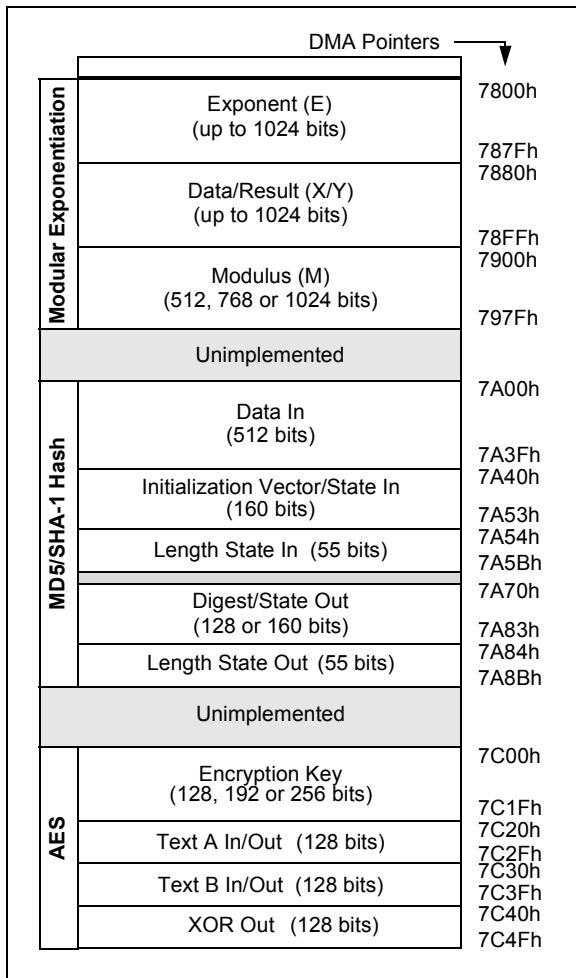 DMA Pointers
Modular Exponentiation
Exponent (E)
(up to 1024 bits)
7800h
787Fh
Data/Result (X/Y)
(up to 1024 bits)
7880h
78FFh
Modulus (M)
(512, 768 or 1024 bits)
7900h
797Fh
Unimplemented
MD5/SHA-1 Hash
Data In
(512 bits)
7A00h
7A3Fh
Initialization Vector/State In
(160 bits)
7A40h
7A53h
Length State In (55 bits)
7A54h
7A5Bh
Digest/State Out
(128 or 160 bits)
7A70h
7A83h
Length State Out (55 bits)
7A84h
7A8Bh
Unimplemented
AES
Encryption Key
(128, 192 or 256 bits)
7C00h
7C1Fh
Text A In/Out (128 bits)
7C20h
7C2Fh
Text B In/Out (128 bits)
7C30h
7C3Fh
XOR Out (128 bits)
7C40h
7C4Fh